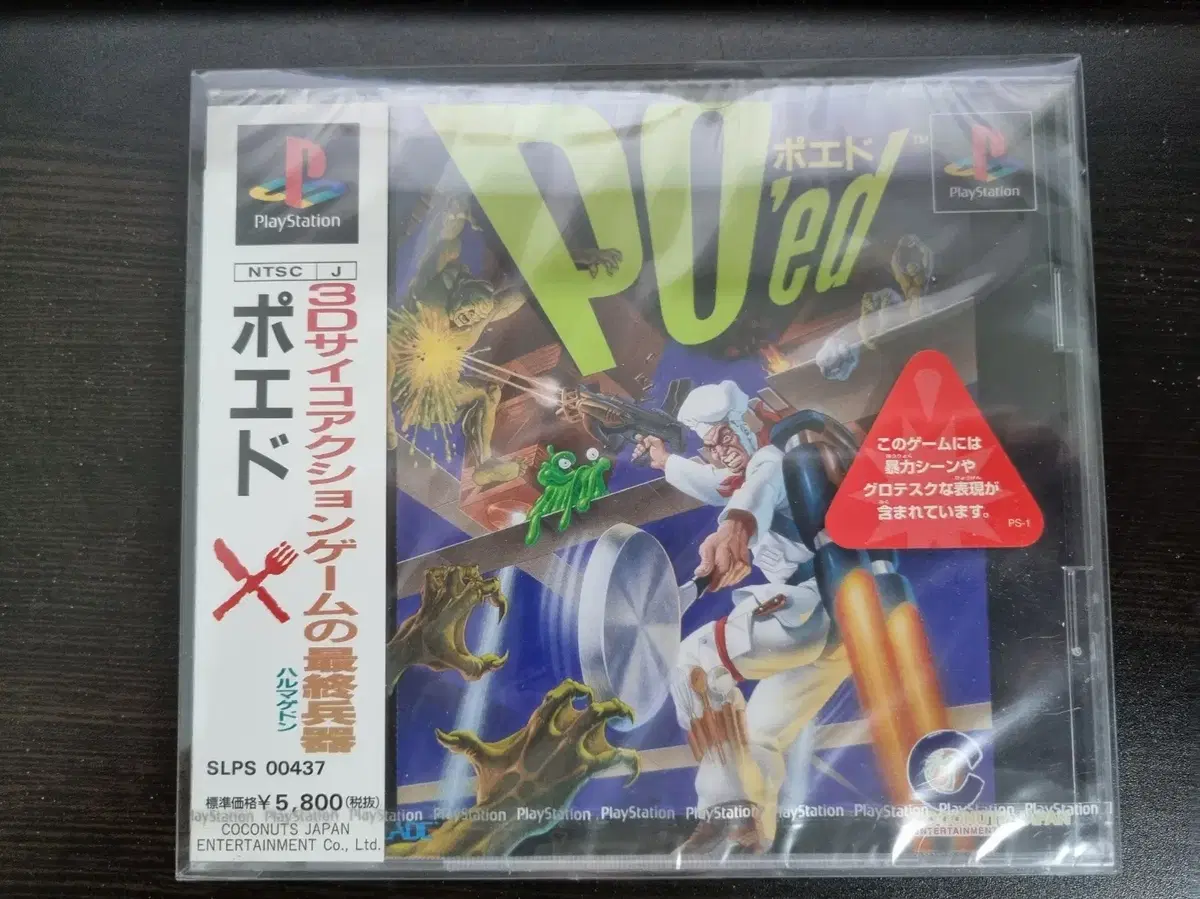 PlayStation
NTSC J
ポエド
3Dサイコアクションゲームの最終兵器
ハルマゲドン
SLPS 00437
標準価格¥5,800(税抜)
COCONUTS JAPAN
ENTERTAINMENT Co., Ltd.
PO'ed
ポエド
TM
PlayStation
このゲームには
暴力シーンや
グロテスクな表現が
含まれています。
PS-1
PlayStation PlayStation PlayStation PlayStation PlayStation PlayStation PlayStation PlayStation PlayStation PlayStation